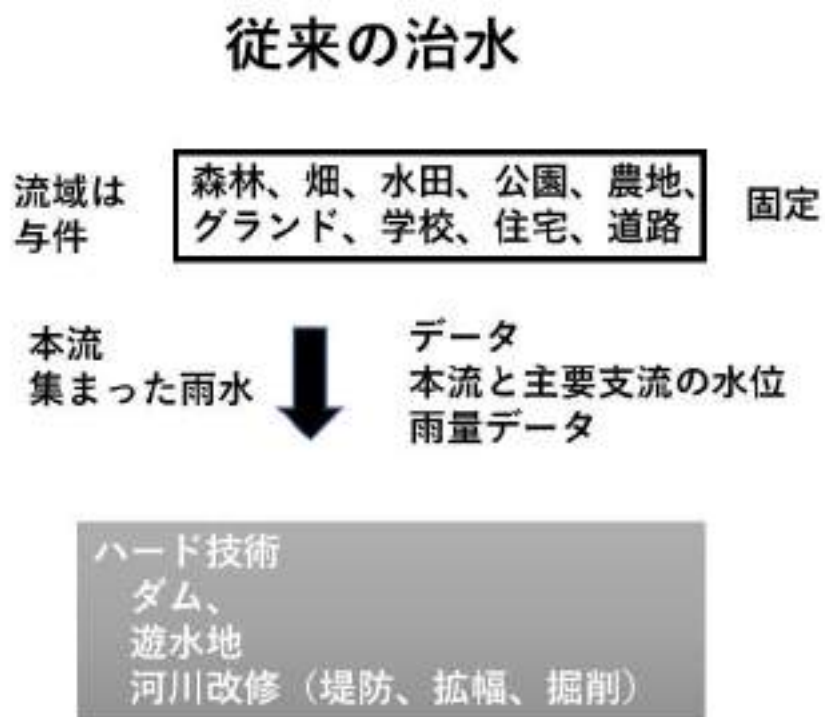 従来の治水
流域は
与件
森林、畑、水田、公園、農地、
グランド、学校、住宅、道路
固定
本流
集まった雨水
データ
本流と主要支流の水位
雨量データ
ハード技術
ダム、
遊水地
河川改修（堤防、拡幅、掘削）